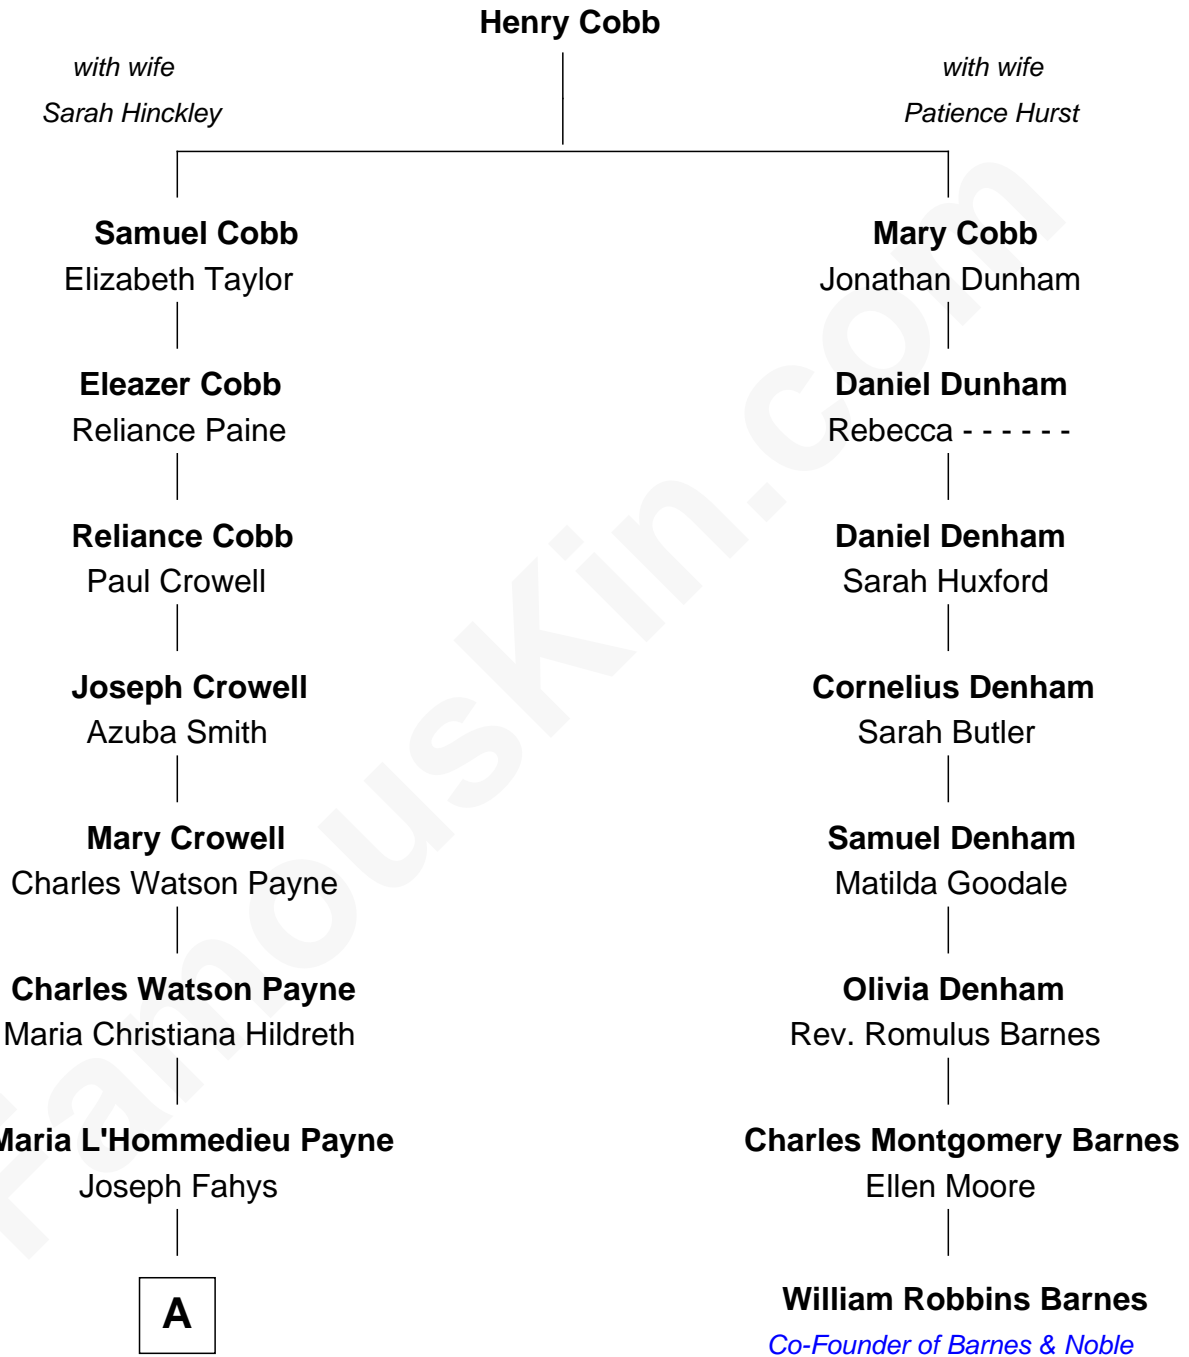 Henry Cobb
with wife
Sarah Hinckley
with wife
Patience Hurst
Samuel Cobb
Elizabeth Taylor
Mary Cobb
Jonathan Dunham
Eleazer Cobb
Reliance Paine
Daniel Dunham
Rebecca - - - - - -
Reliance Cobb
Paul Crowell
Daniel Denham
Sarah Huxford
Joseph Crowell
Azuba Smith
Cornelius Denham
Sarah Butler
Mary Crowell
Charles Watson Payne
Samuel Denham
Matilda Goodale
Charles Watson Payne
Maria Christiana Hildreth
Olivia Denham
Rev. Romulus Barnes
Maria L'Hommedieu Payne
Joseph Fahys
Charles Montgomery Barnes
Ellen Moore
A
William Robbins Barnes
Co-Founder of Barnes & Noble
FamousKin.com